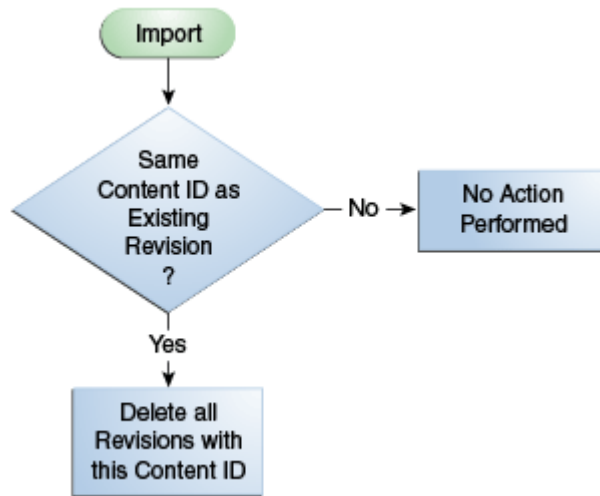 Import
Same
Content ID as
Existing
Revision
?
No
No Action
Performed
Yes
Delete all
Revisions with
this Content ID